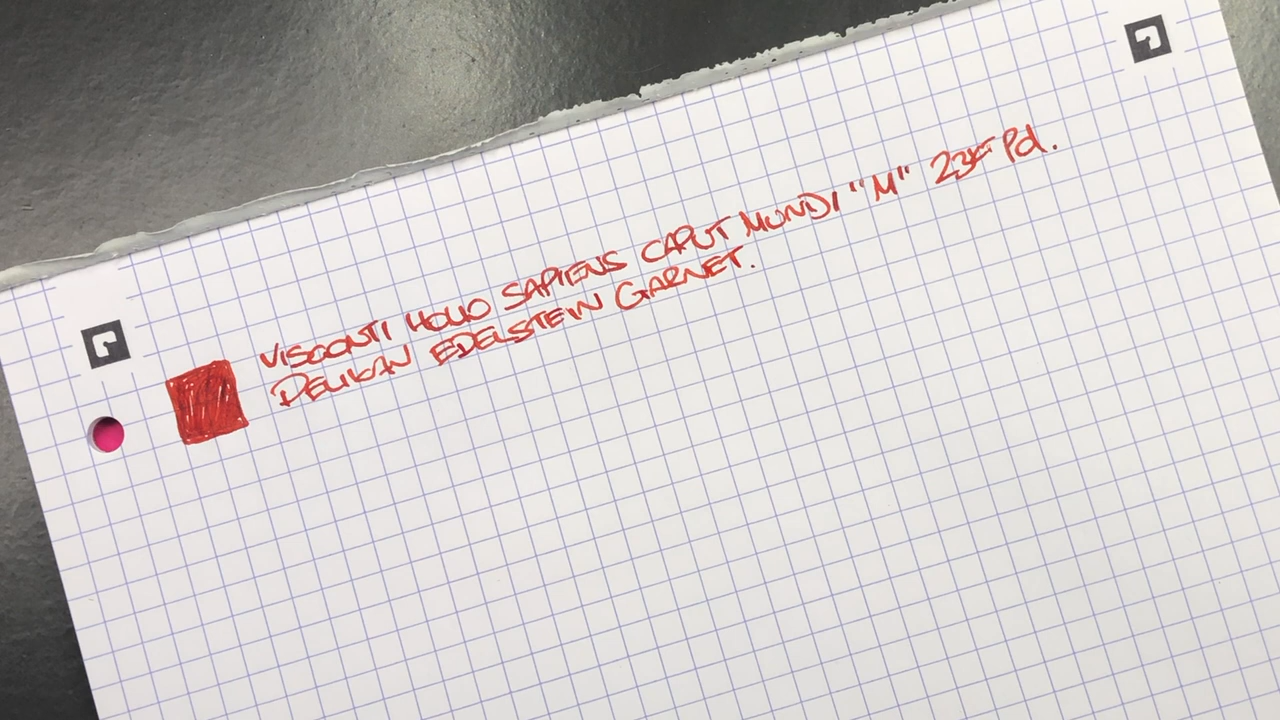 VISCONTI HOMO SAPIENS CAPUT MUNDI "M" 23K Pd.
PELIKAN EDELSTEIN GARNET.